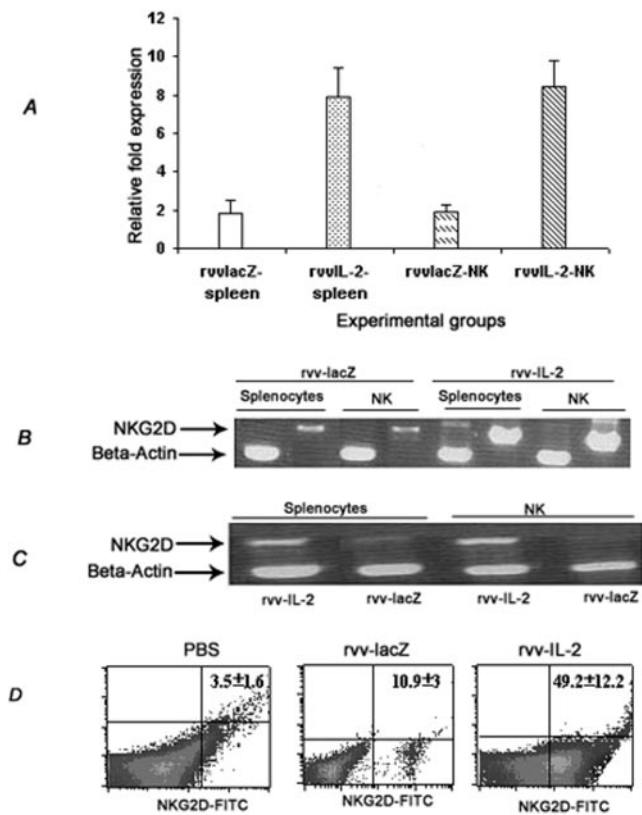 A
Relative fold expression
12
10
8
6
4
2
0
rvvlacZ-
spleen
rvvIL-2-
spleen
rvvlacZ-NK
rvvIL-2-NK
Experimental groups
B
rvv-lacZ
rvv-IL-2
Splenocytes
NK
Splenocytes
NK
NKG2D
Beta-Actin
C
Splenocytes
NK
NKG2D
Beta-Actin
rvv-IL-2
rvv-lacZ
rvv-IL-2
rvv-lacZ
D
PBS
rvv-lacZ
rvv-IL-2
3.5±1.6
10.9±3
49.2±12.2
NKG2D-FITC
NKG2D-FITC
NKG2D-FITC